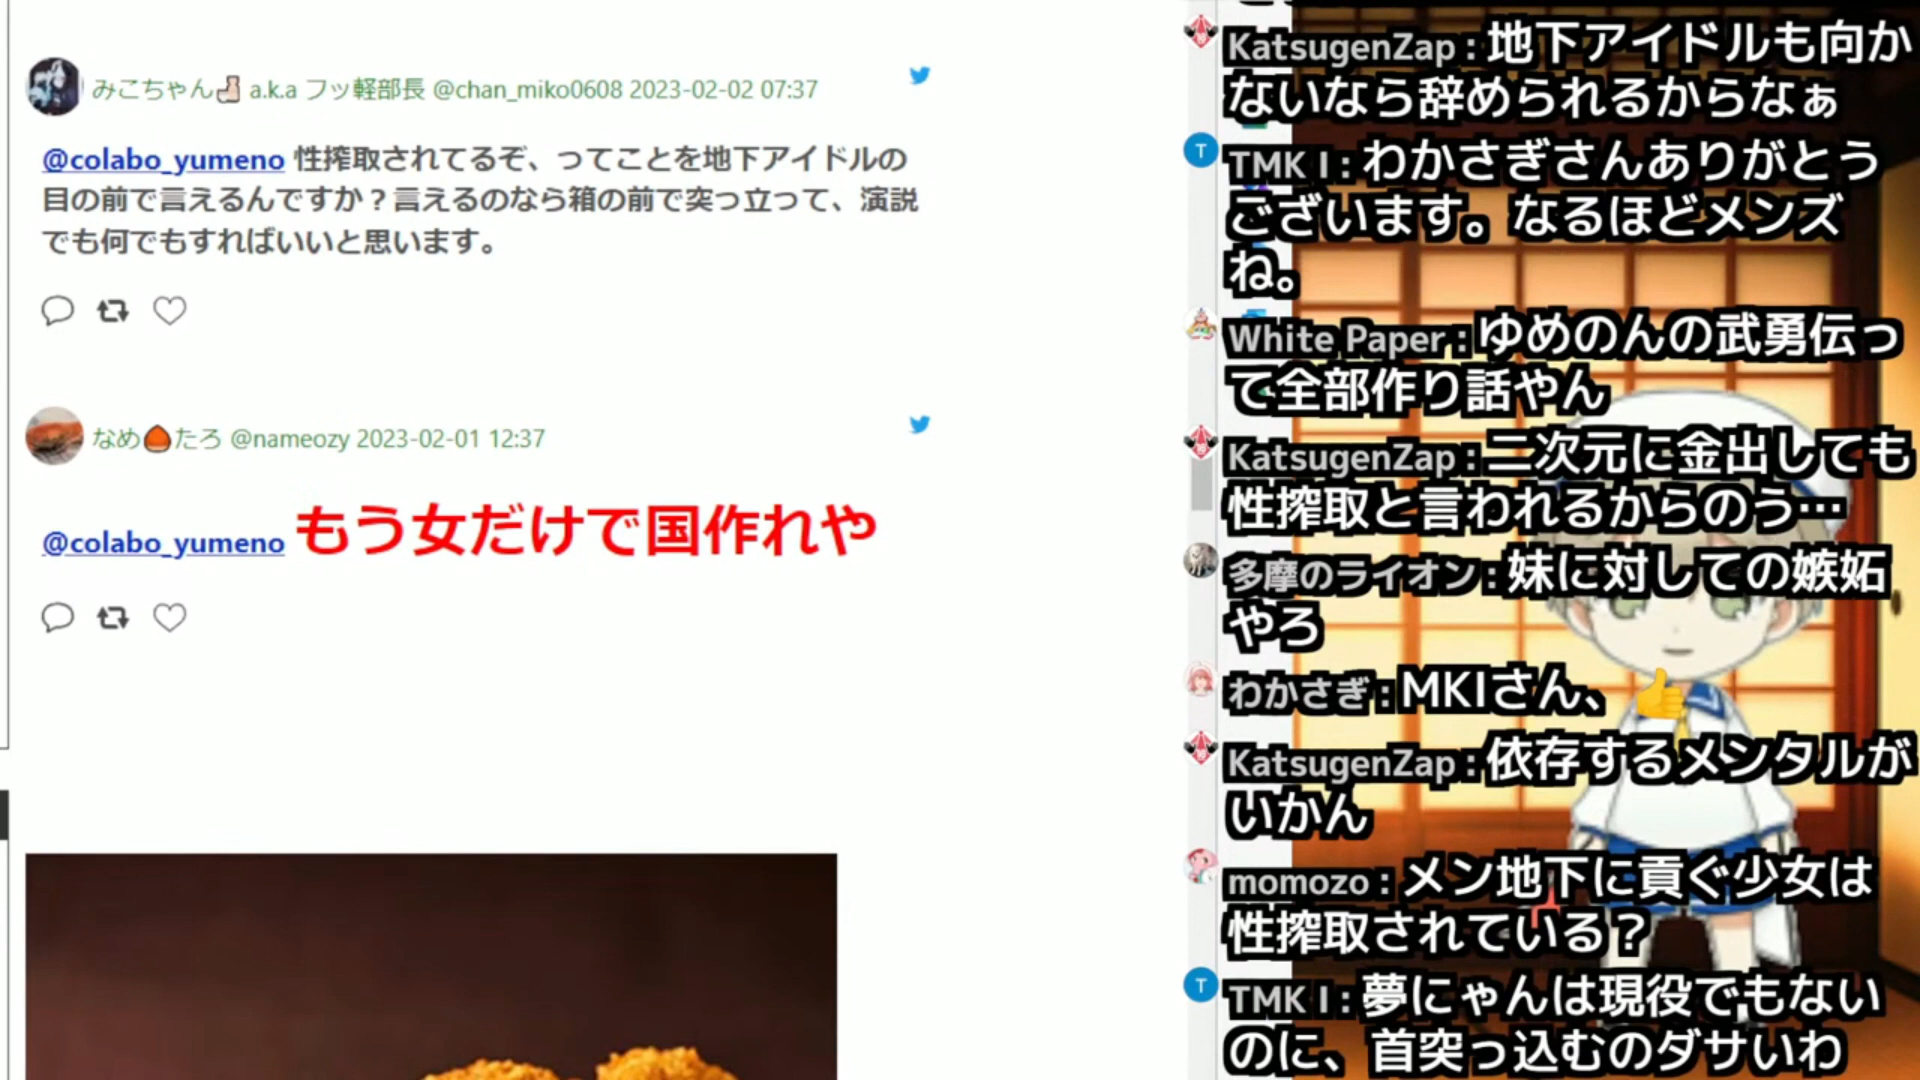 みこちゃん a.k.a フッ軽部長 @chan_miko0608 2023-02-02 07:37
@colabo_yumeno 性搾取されてるぞ、ってことを地下アイドルの
目の前で言えるんですか？言えるのなら箱の前で突っ立って、演説
でも何でもすればいいと思います。
なめ🌰たろ @nameozy 2023-02-01 12:37
@colabo_yumeno もう女だけで国作れや
KatsugenZap : 地下アイドルも向か
ないなら辞められるからなぁ
T
TMK I : わかさぎさんありがとう
ございます。なるほどメンズ
ね。
White Paper : ゆめのんの武勇伝っ
て全部作り話やん
KatsugenZap : 二次元に金出しても
性搾取と言われるからのう…
多摩のライオン : 妹に対しての嫉妬
やろ
わかさぎ : MKIさん、👍
KatsugenZap : 依存するメンタルが
いかん
momozo : メン地下に貢ぐ少女は
性搾取されている？
T
TMK I : 夢にゃんは現役でもない
のに、首突っ込むのダサいわ